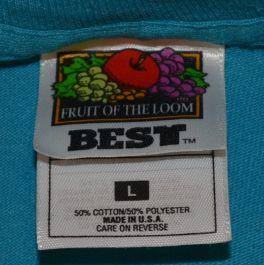 FRUIT OF THE LOOM
BEST™
L
50% COTTON/50% POLYESTER
MADE IN U.S.A.
CARE ON REVERSE